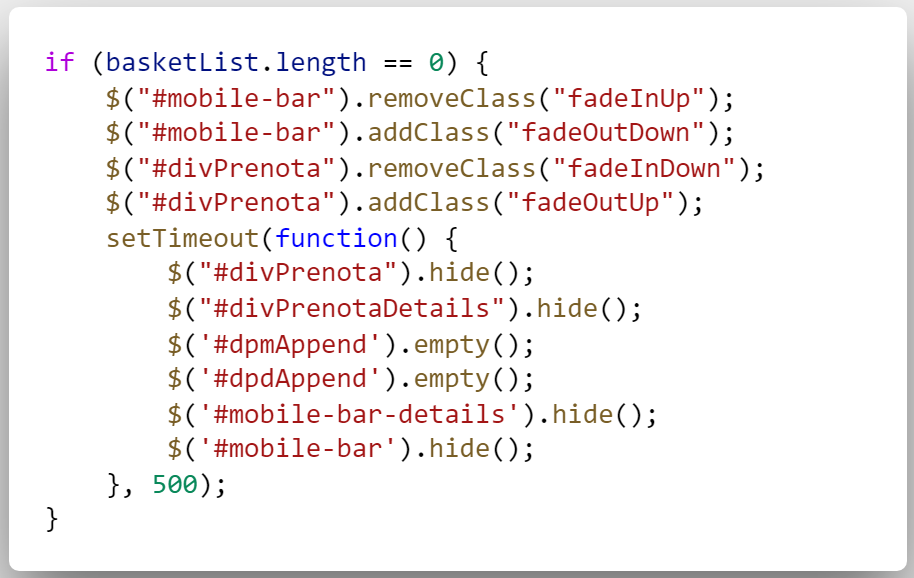 if (basketList.length == 0) {
    $("#mobile-bar").removeClass("fadeInUp");
    $("#mobile-bar").addClass("fadeOutDown");
    $("#divPrenota").removeClass("fadeInDown");
    $("#divPrenota").addClass("fadeOutUp");
    setTimeout(function() {
        $("#divPrenota").hide();
        $("#divPrenotaDetails").hide();
        $('#dpmAppend').empty();
        $('#dpdAppend').empty();
        $('#mobile-bar-details').hide();
        $('#mobile-bar').hide();
    }, 500);
}